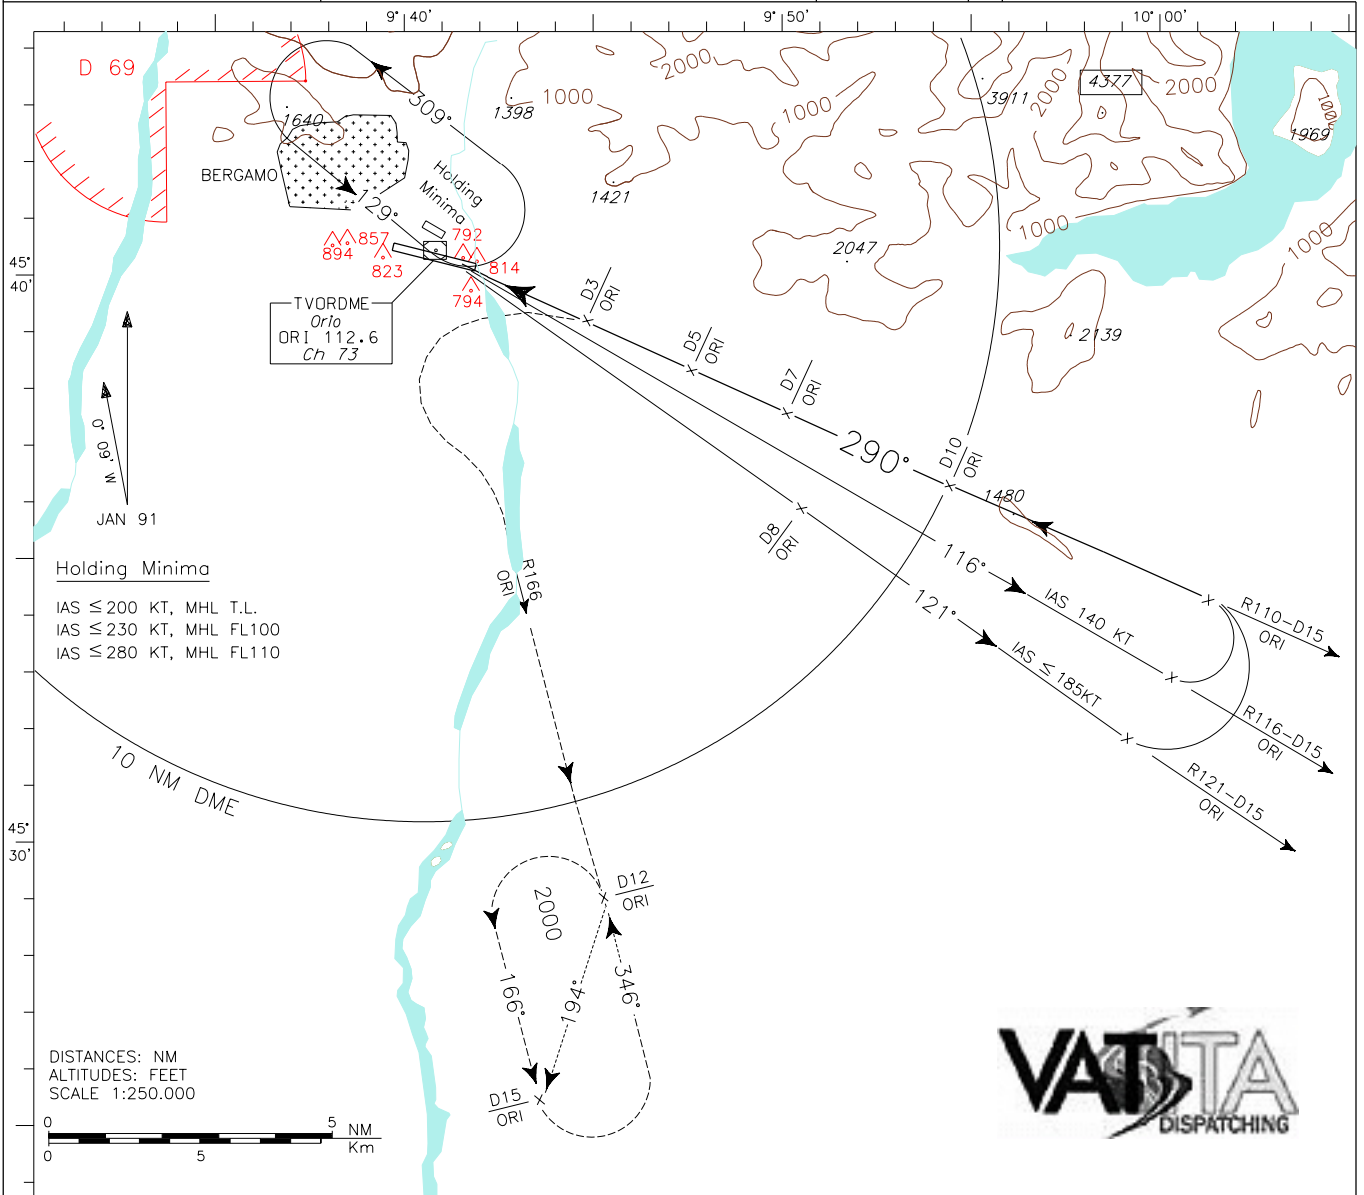 9° 40'
9° 50'
10° 00'
D 69
2000
1000
1398
1000
3911
2000
4377
2000
1000
1969
1640
309°
BERGAMO
129°
Holding
Minima
1421
2047
1000
1000
894
857
823
792
814
794
45°
40'
TVORDME
Orio
ORI 112.6
Ch 73
D3
ORI
D5
ORI
D7
ORI
2139
290°
D10
ORI
1480
0° 09' W
JAN 91
D8
ORI
Holding Minima
IAS ≤200 KT, MHL T.L.
IAS ≤230 KT, MHL FL100
IAS ≤280 KT, MHL FL110
R166
ORI
116°
IAS 140 KT
121°
IAS ≤ 185KT
R110-D15
ORI
R116-D15
ORI
R121-D15
ORI
10 NM DME
45°
30'
D12
ORI
2000
166°
194°
346°
D15
ORI
DISTANCES: NM
ALTITUDES: FEET
SCALE 1:250.000
0 5 NM
0 5 Km
VATITA
DISPATCHING